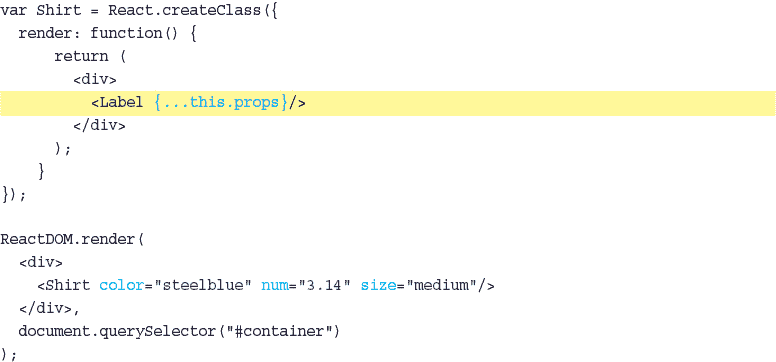 var Shirt = React.createClass({
  render: function() {
      return (
        <div>
          <Label {...this.props}/>
        </div>
      );
    }
});

ReactDOM.render(
  <div>
    <Shirt color="steelblue" num="3.14" size="medium"/>
  </div>,
  document.querySelector("#container")
);